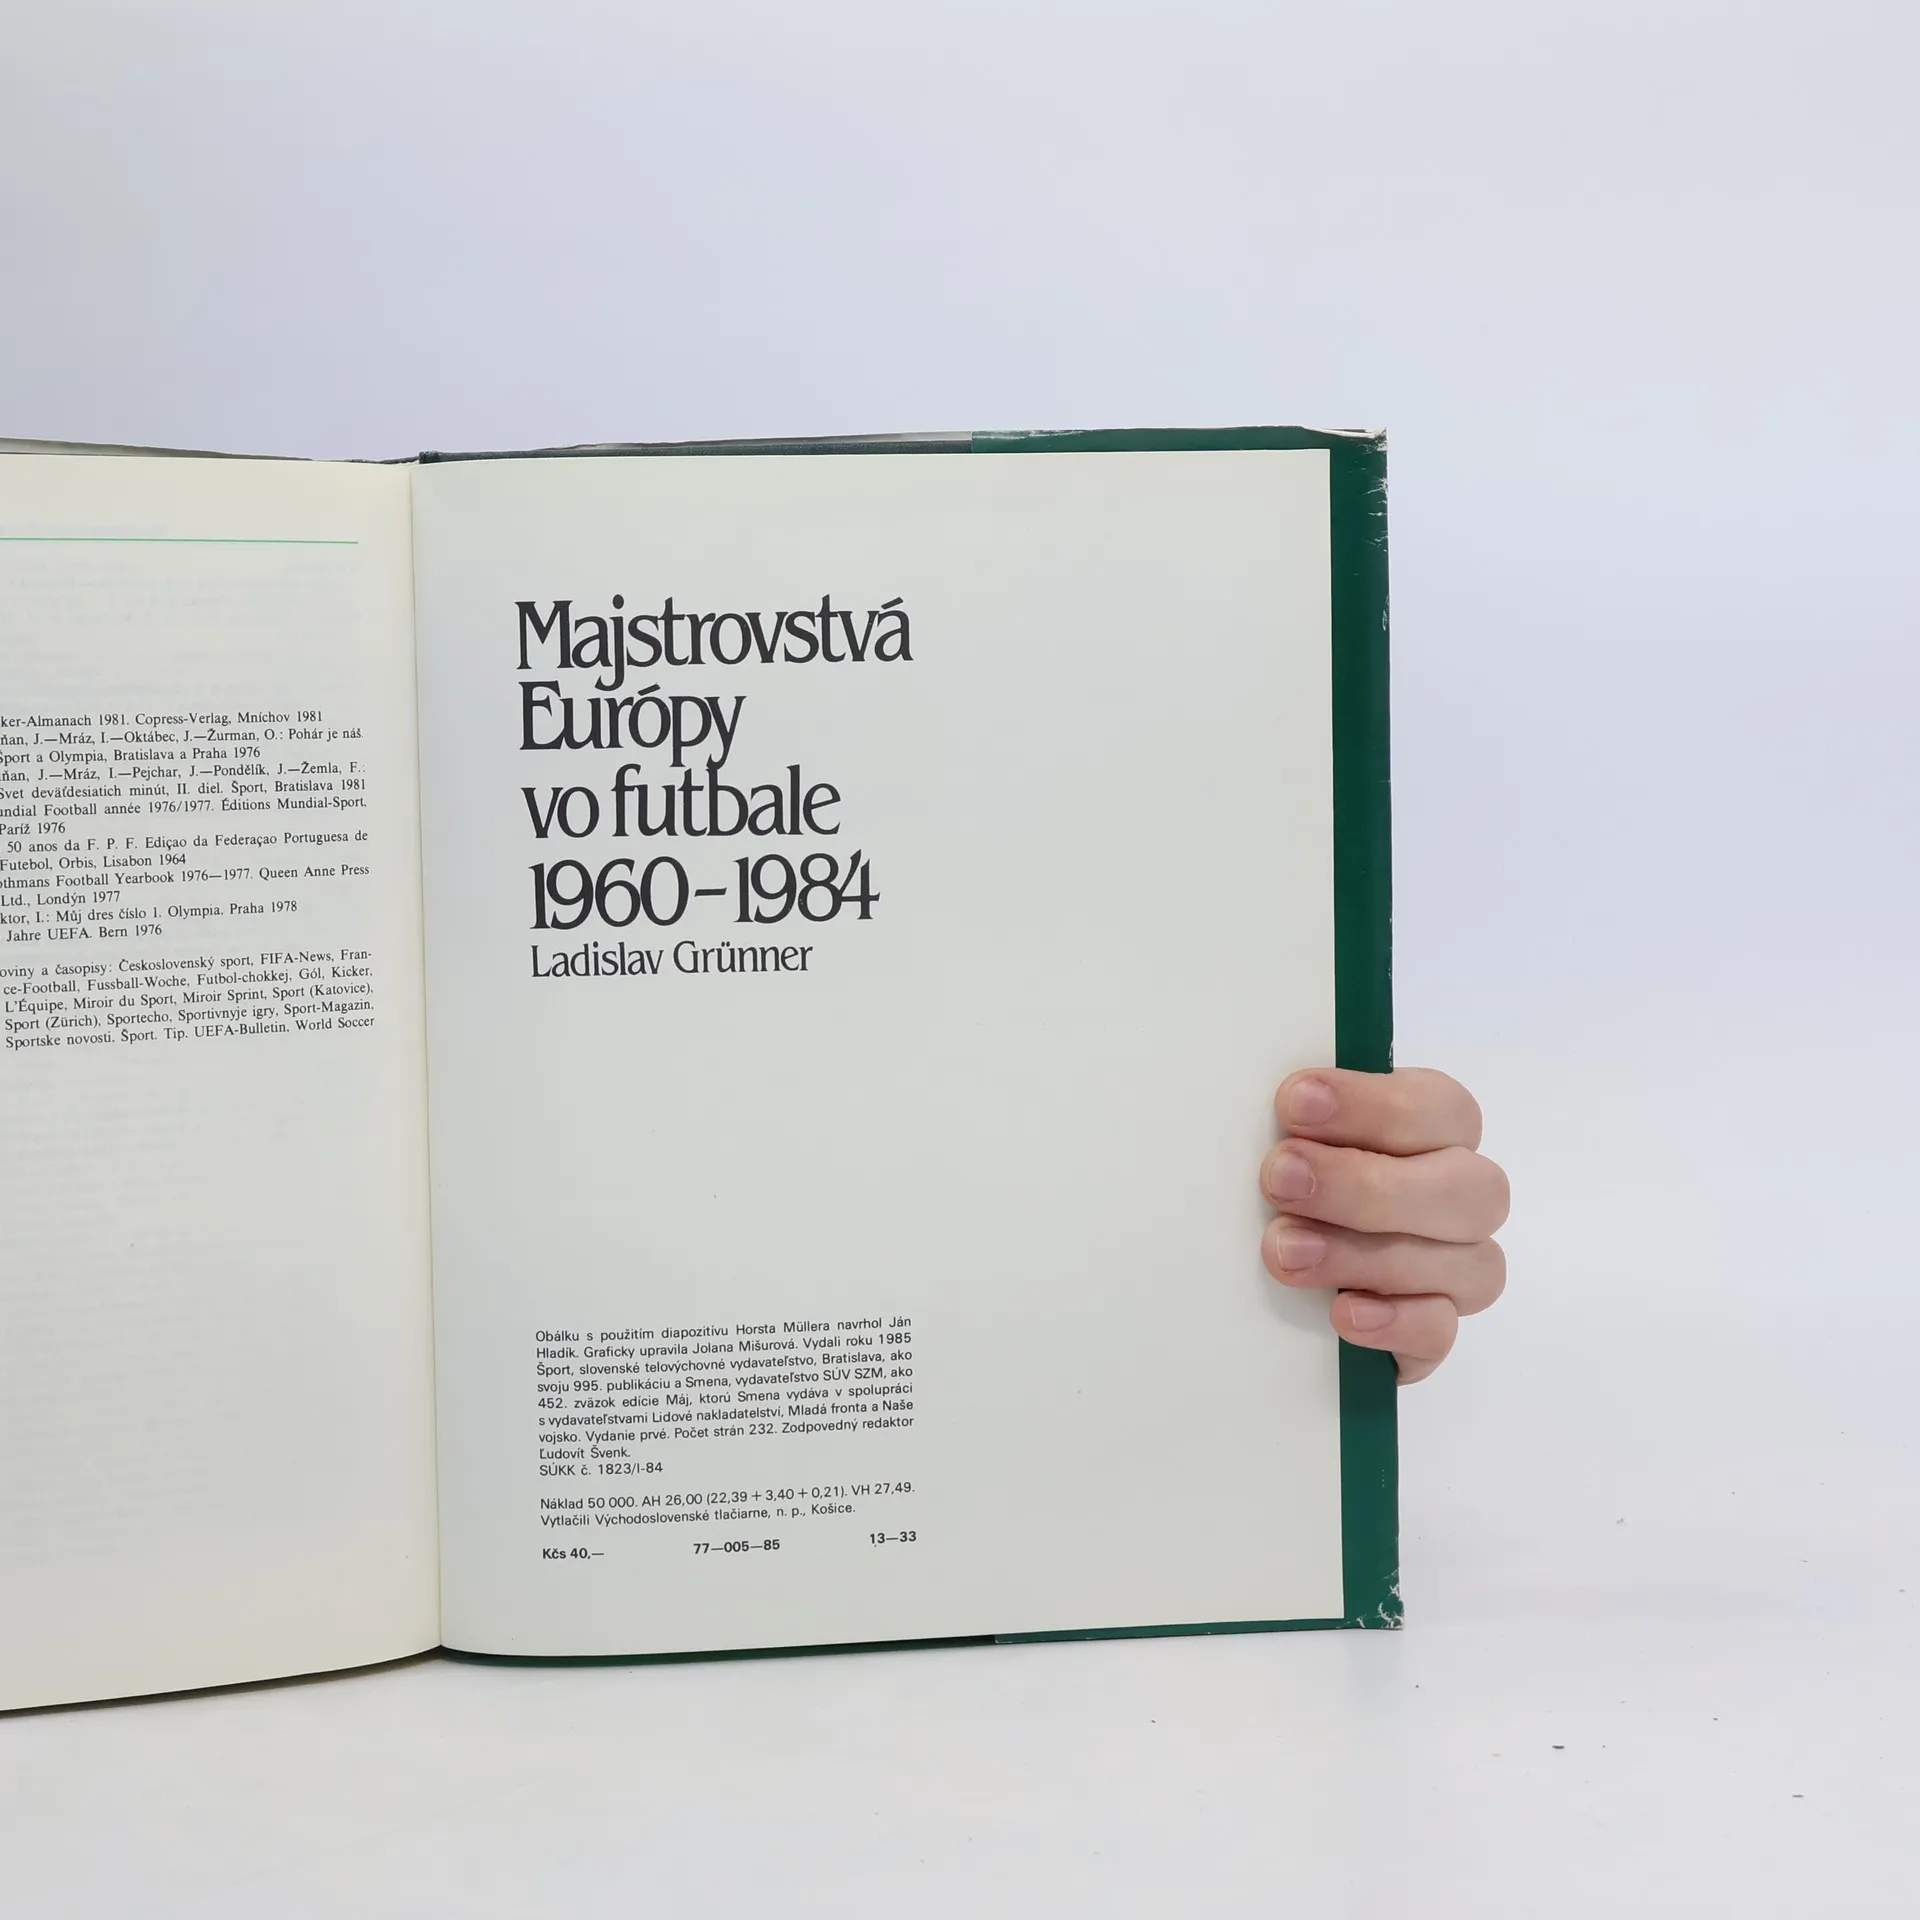 ker-Almanach 1981. Copress-Verlag, Mníchov 1981
ňan, J.—Mráz, I.—Oktábec, J.—Žurman, O.: Pohár je náš.
Šport a Olympia, Bratislava a Praha 1976
ňan, J.—Mráz, I.—Pejchar, J.—Pondělík, J.—Žemla, F.:
Svet deväťdesiatich minút, II. diel. Šport, Bratislava 1981
undial Football année 1976/1977. Éditions Mundial-Sport,
Paríž 1976
50 anos da F. P. F. Ediçao da Federaçao Portuguesa de
Futebol, Orbis, Lisabon 1964
othmans Football Yearbook 1976—1977. Queen Anne Press
Ltd., Londýn 1977
ktor, I.: Můj dres číslo 1. Olympia. Praha 1978
Jahre UEFA. Bern 1976
oviny a časopisy: Československý sport, FIFA-News, Fran-
ce-Football, Fussball-Woche, Futbol-chokkej, Gól, Kicker,
L'Équipe, Miroir du Sport, Miroir Sprint, Sport (Katovice),
Sport (Zürich), Sportecho, Sportivnyje igry, Sport-Magazin,
Sportske novosti, Šport. Tip. UEFA-Bulletin. World Soccer
Majstrovstvá
Európy
vo futbale
1960–1984
Ladislav Grünner
Obálku s použitím diapozitívu Horsta Müllera navrhol Ján
Hladík. Graficky upravila Jolana Mišurová. Vydali roku 1985
Šport, slovenské telovýchovné vydavateľstvo, Bratislava, ako
svoju 995. publikáciu a Smena, vydavateľstvo SÚV SZM, ako
452. zväzok edície Máj, ktorú Smena vydáva v spolupráci
s vydavateľstvami Lidové nakladatelství, Mladá fronta a Naše
vojsko. Vydanie prvé. Počet strán 232. Zodpovedný redaktor
Ľudovít Švenk.
SÚKK č. 1823/I-84
Náklad 50 000. AH 26,00 (22,39 + 3,40 + 0,21). VH 27,49.
Vytlačili Východoslovenské tlačiarne, n. p., Košice.
Kčs 40,— 77—005—85 13—33